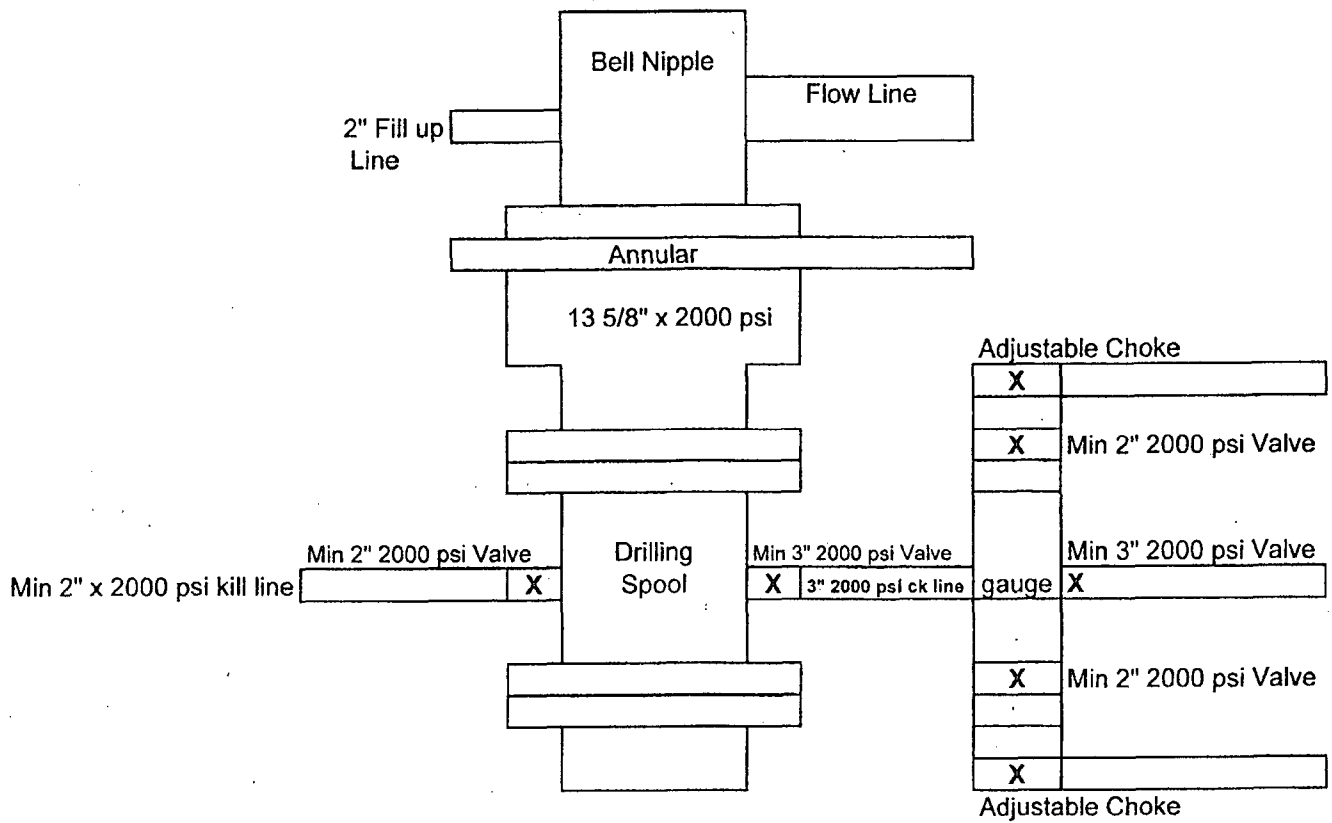 Bell Nipple
Flow Line
2" Fill up
Line
Annular
13 5/8" x 2000 psi
Adjustable Choke
X
X
Min 2" 2000 psi Valve
Min 2" 2000 psi Valve
Drilling
Spool
Min 3" 2000 psi Valve
Min 3" 2000 psi Valve
Min 2" x 2000 psi kill line
X
X
3" 2000 psi ck line
gauge
X
X
Min 2" 2000 psi Valve
X
Adjustable Choke